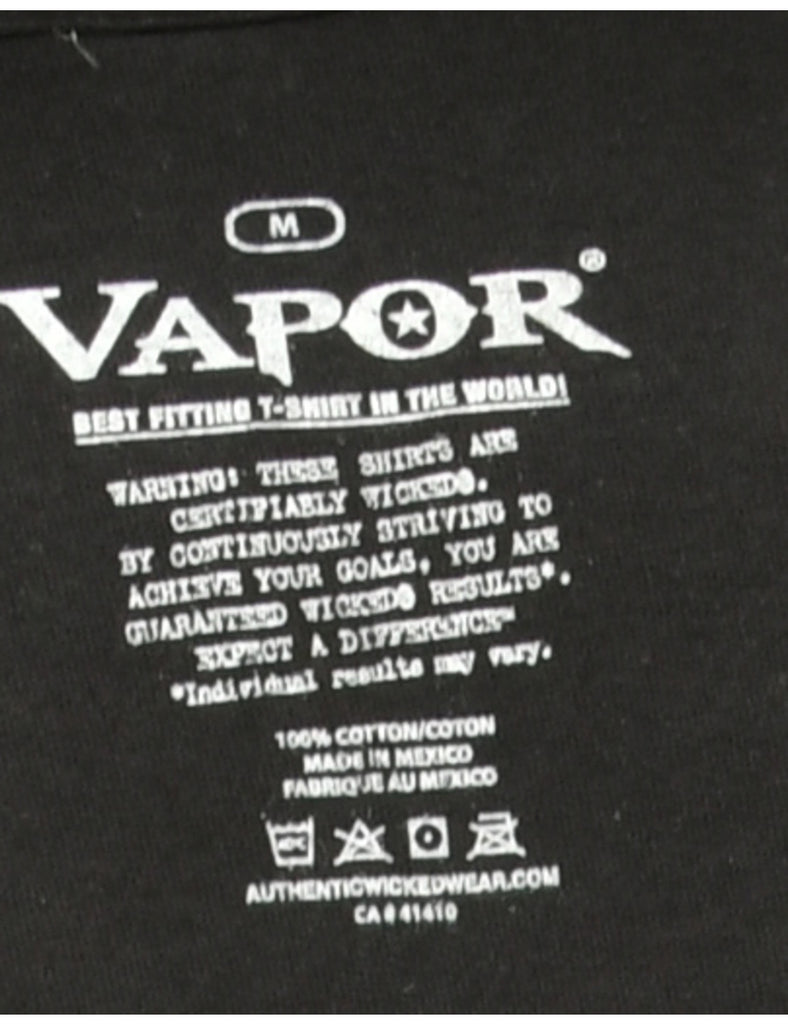 M
VAPOR®
BEST FITTING T-SHIRT IN THE WORLD!
WARNING: THESE SHIRTS ARE
CERTIFIABLY WICKED®.
BY CONTINUOUSLY STRIVING TO
ACHIEVE YOUR GOALS, YOU ARE
GUARANTEED WICKED® RESULTS*.
EXPECT A DIFFERENCE™
*Individual results may vary.
100% COTTON/COTON
MADE IN MEXICO
FABRIQUE AU MEXICO
40°C
AUTHENTICWICKEDWEAR.COM
CA # 41410